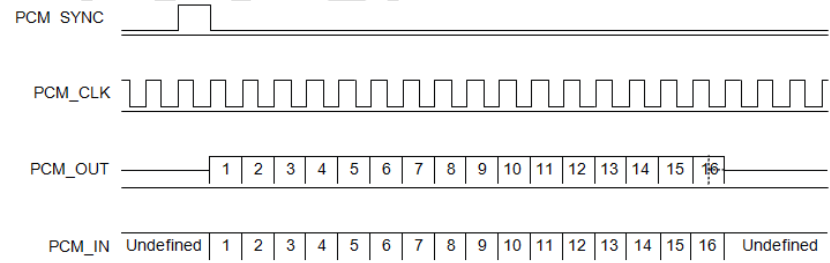 PCM SYNC
PCM_CLK
PCM_OUT 1 2 3 4 5 6 7 8 9 10 11 12 13 14 15 16
PCM_IN Undefined 1 2 3 4 5 6 7 8 9 10 11 12 13 14 15 16 Undefined